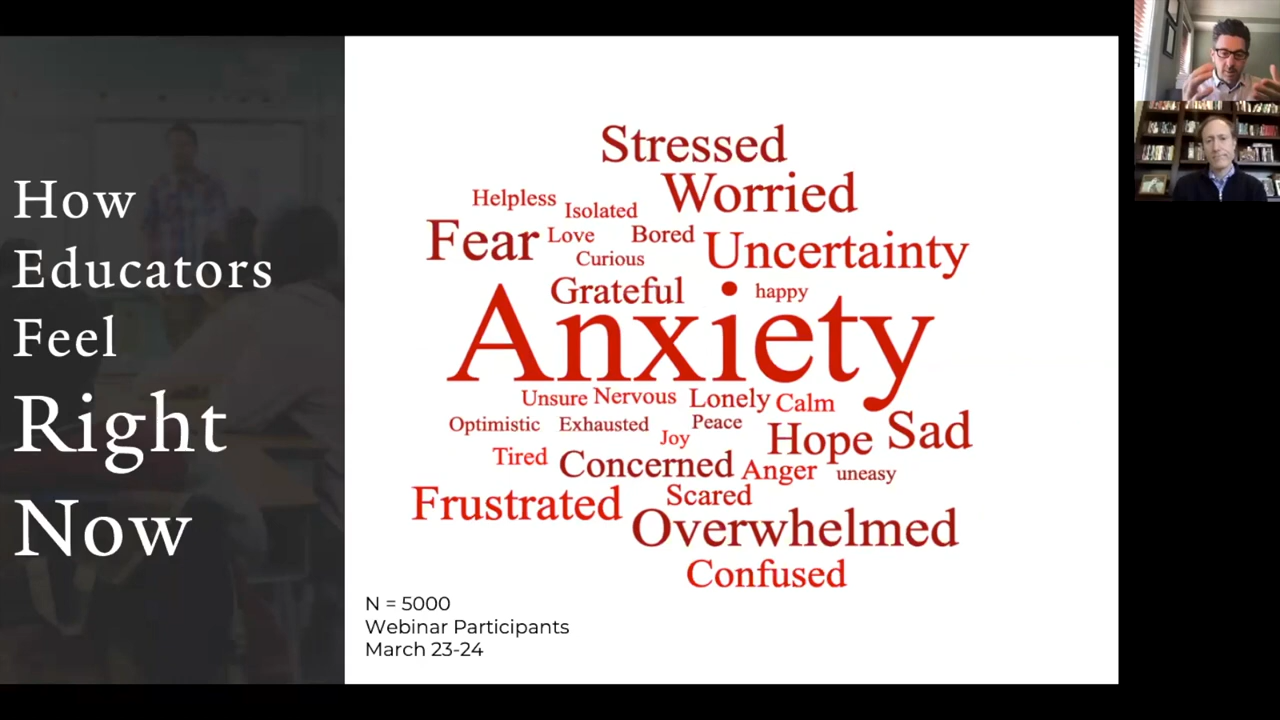 How
Educators
Feel
Right
Now
Stressed
Worried
Helpless
Isolated
Fear
Love
Bored
Uncertainty
Curious
Grateful
happy
Anxiety
Unsure
Nervous
Lonely
Calm
Optimistic
Exhausted
Peace
Joy
Hope
Sad
Tired
Concerned
Anger
uneasy
Frustrated
Scared
Overwhelmed
Confused
N = 5000
Webinar Participants
March 23-24